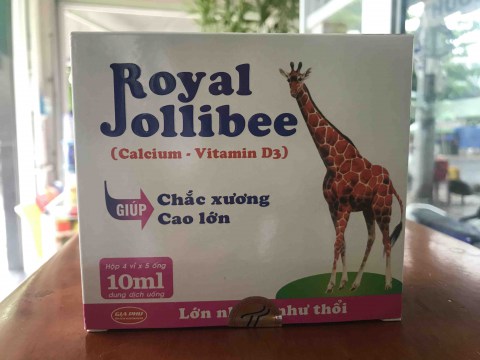 Royal
Jollibee
(Calcium - Vitamin D3)
GIÚP
Chắc xương
Cao lớn
Hộp 4 vỉ x 5 ống
10ml
dung dịch uống
Lớn như thổi